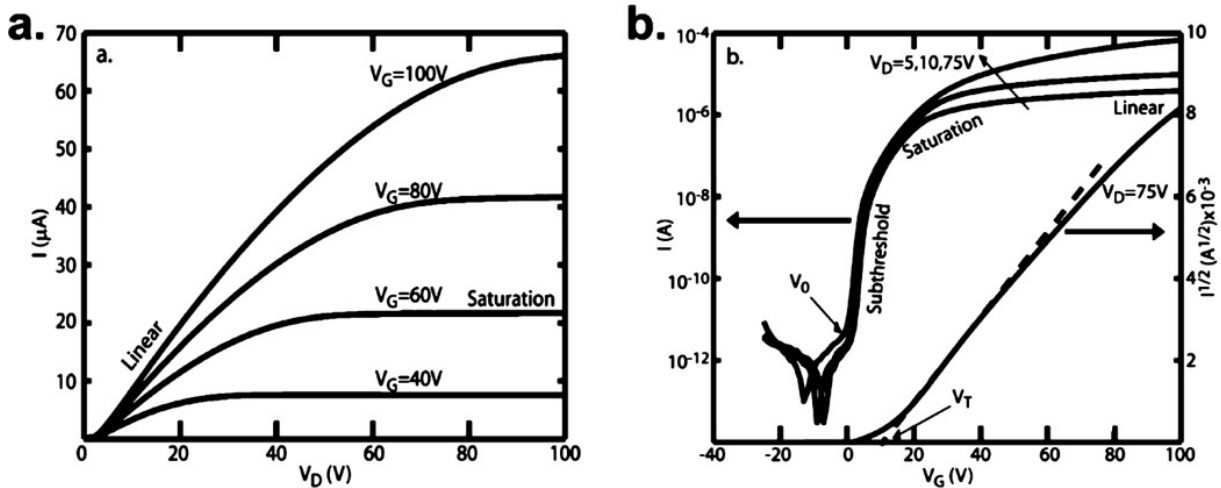 a.
a.
70
60
50
40
30
20
10
I (μA)
V_G=100V
V_G=80V
V_G=60V
Saturation
V_G=40V
Linear
0
20
40
60
80
100
V_D (V)
b.
b.
10^-4
10^-6
10^-8
10^-10
10^-12
I (A)
V_D=5,10,75V
Linear
Saturation
V_D=75V
Subthreshold
V_0
V_T
-40
-20
0
20
40
60
80
100
V_G (V)
10
8
6
4
2
I^1/2 (A^1/2)x10^-3